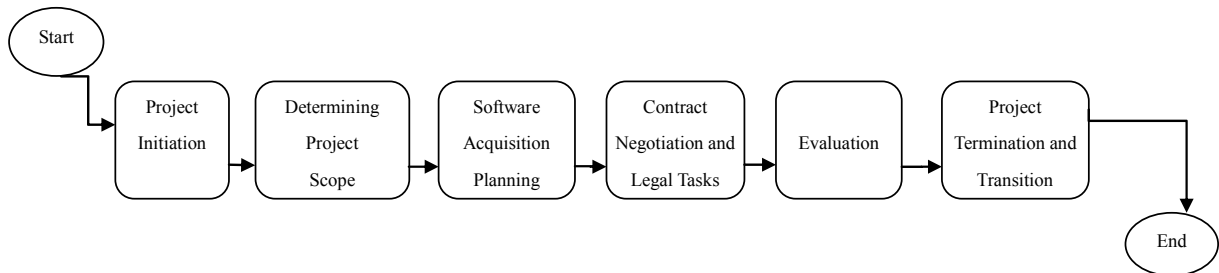 Start
Project
Initiation
Determining
Project
Scope
Software
Acquisition
Planning
Contract
Negotiation and
Legal Tasks
Evaluation
Project
Termination and
Transition
End